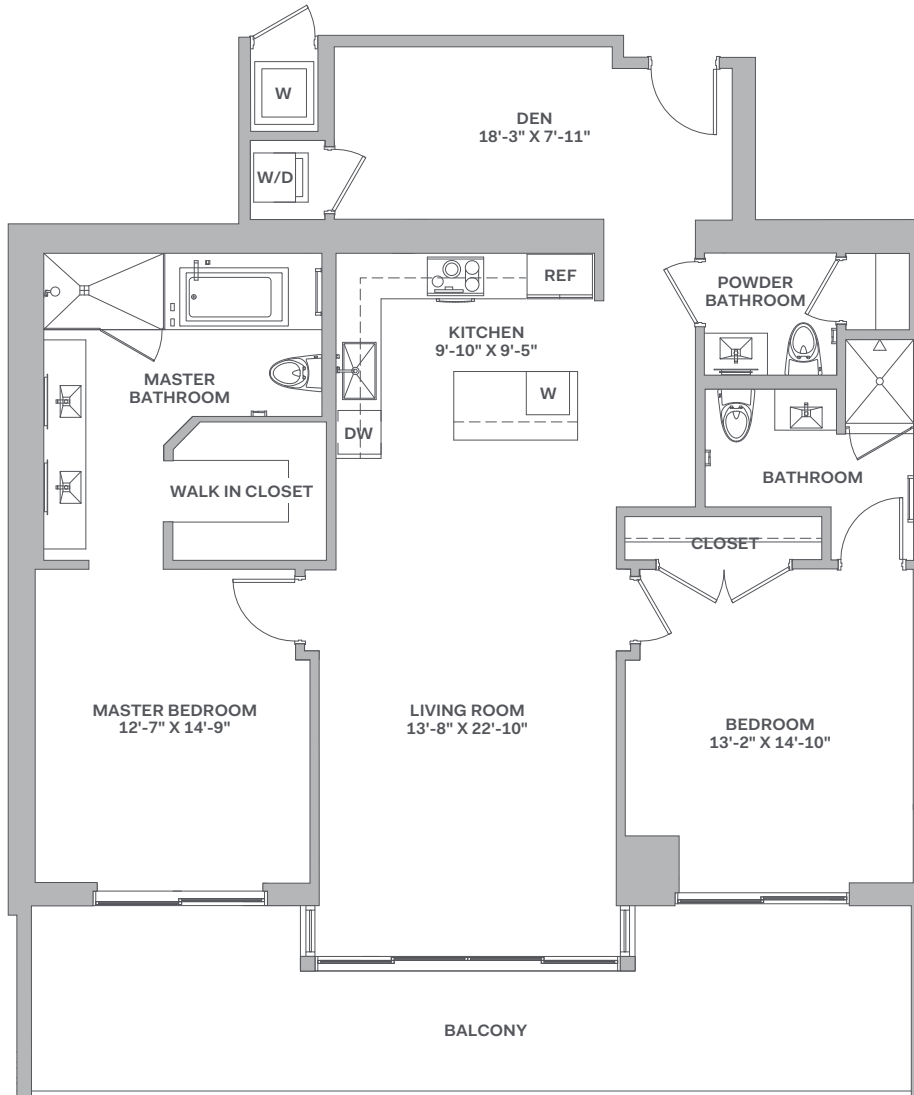 W
DEN
18'-3" X 7'-11"
W/D
REF
POWDER
BATHROOM
KITCHEN
9'-10" X 9'-5"
MASTER
BATHROOM
W
DW
WALK IN CLOSET
BATHROOM
CLOSET
MASTER BEDROOM
12'-7" X 14'-9"
LIVING ROOM
13'-8" X 22'-10"
BEDROOM
13'-2" X 14'-10"
BALCONY